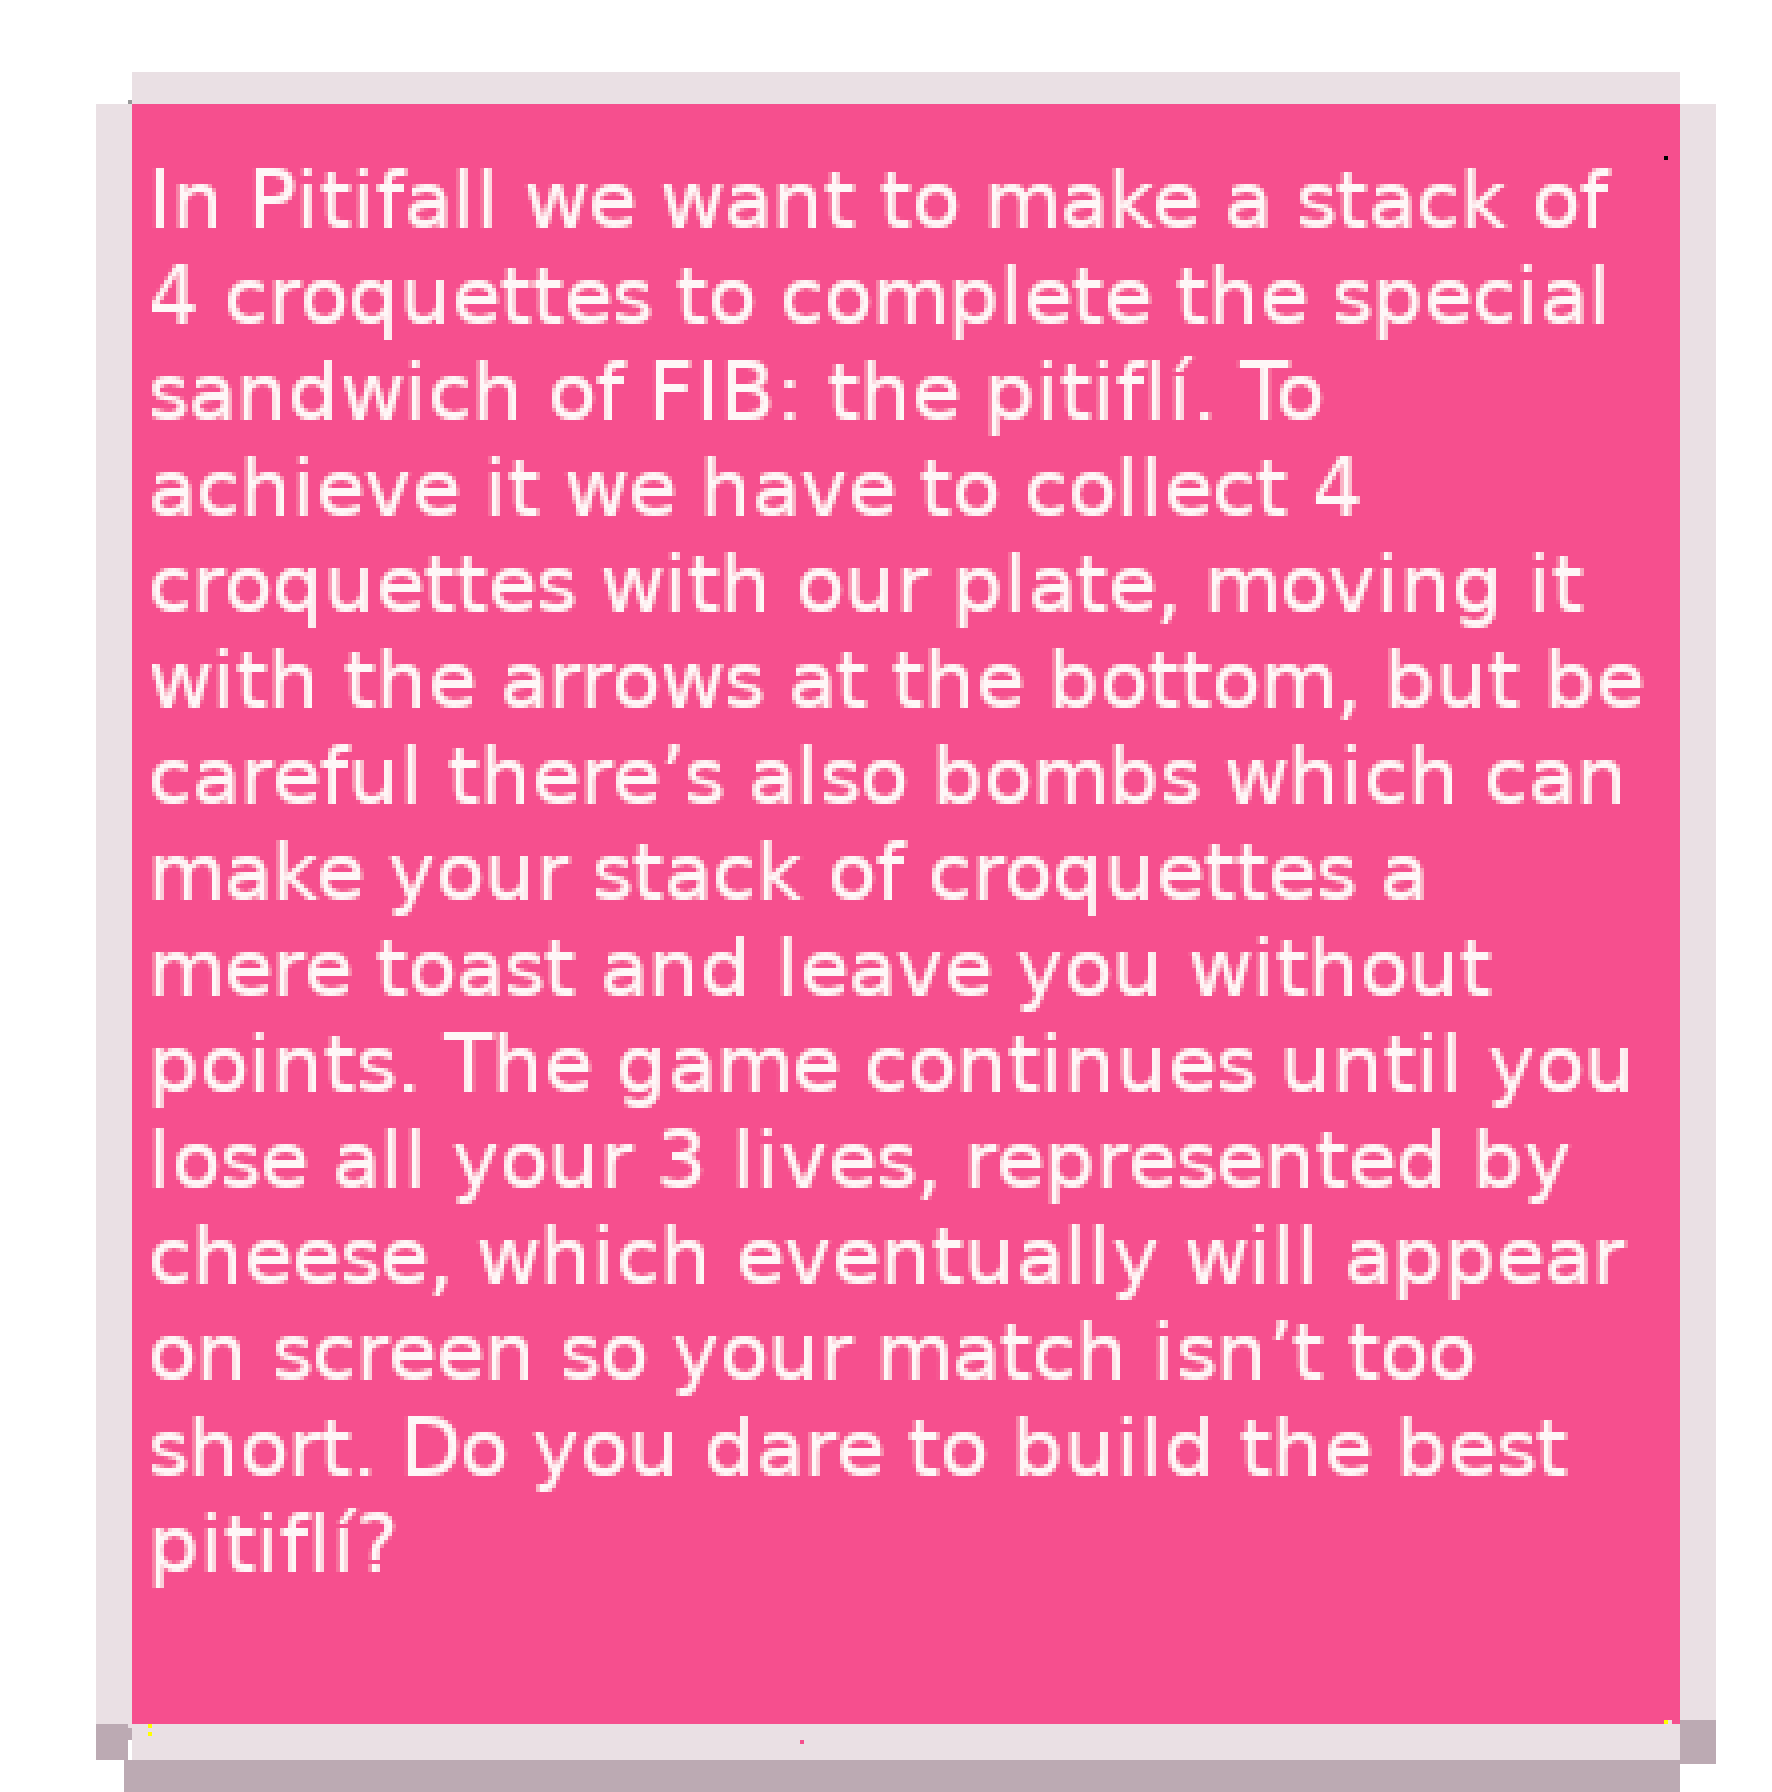 In Pitifall we want to make a stack of
4 croquettes to complete the special
sandwich of FIB: the pitiflí. To
achieve it we have to collect 4
croquettes with our plate, moving it
with the arrows at the bottom, but be
careful there’s also bombs which can
make your stack of croquettes a
mere toast and leave you without
points. The game continues until you
lose all your 3 lives, represented by
cheese, which eventually will appear
on screen so your match isn’t too
short. Do you dare to build the best
pitiflí?